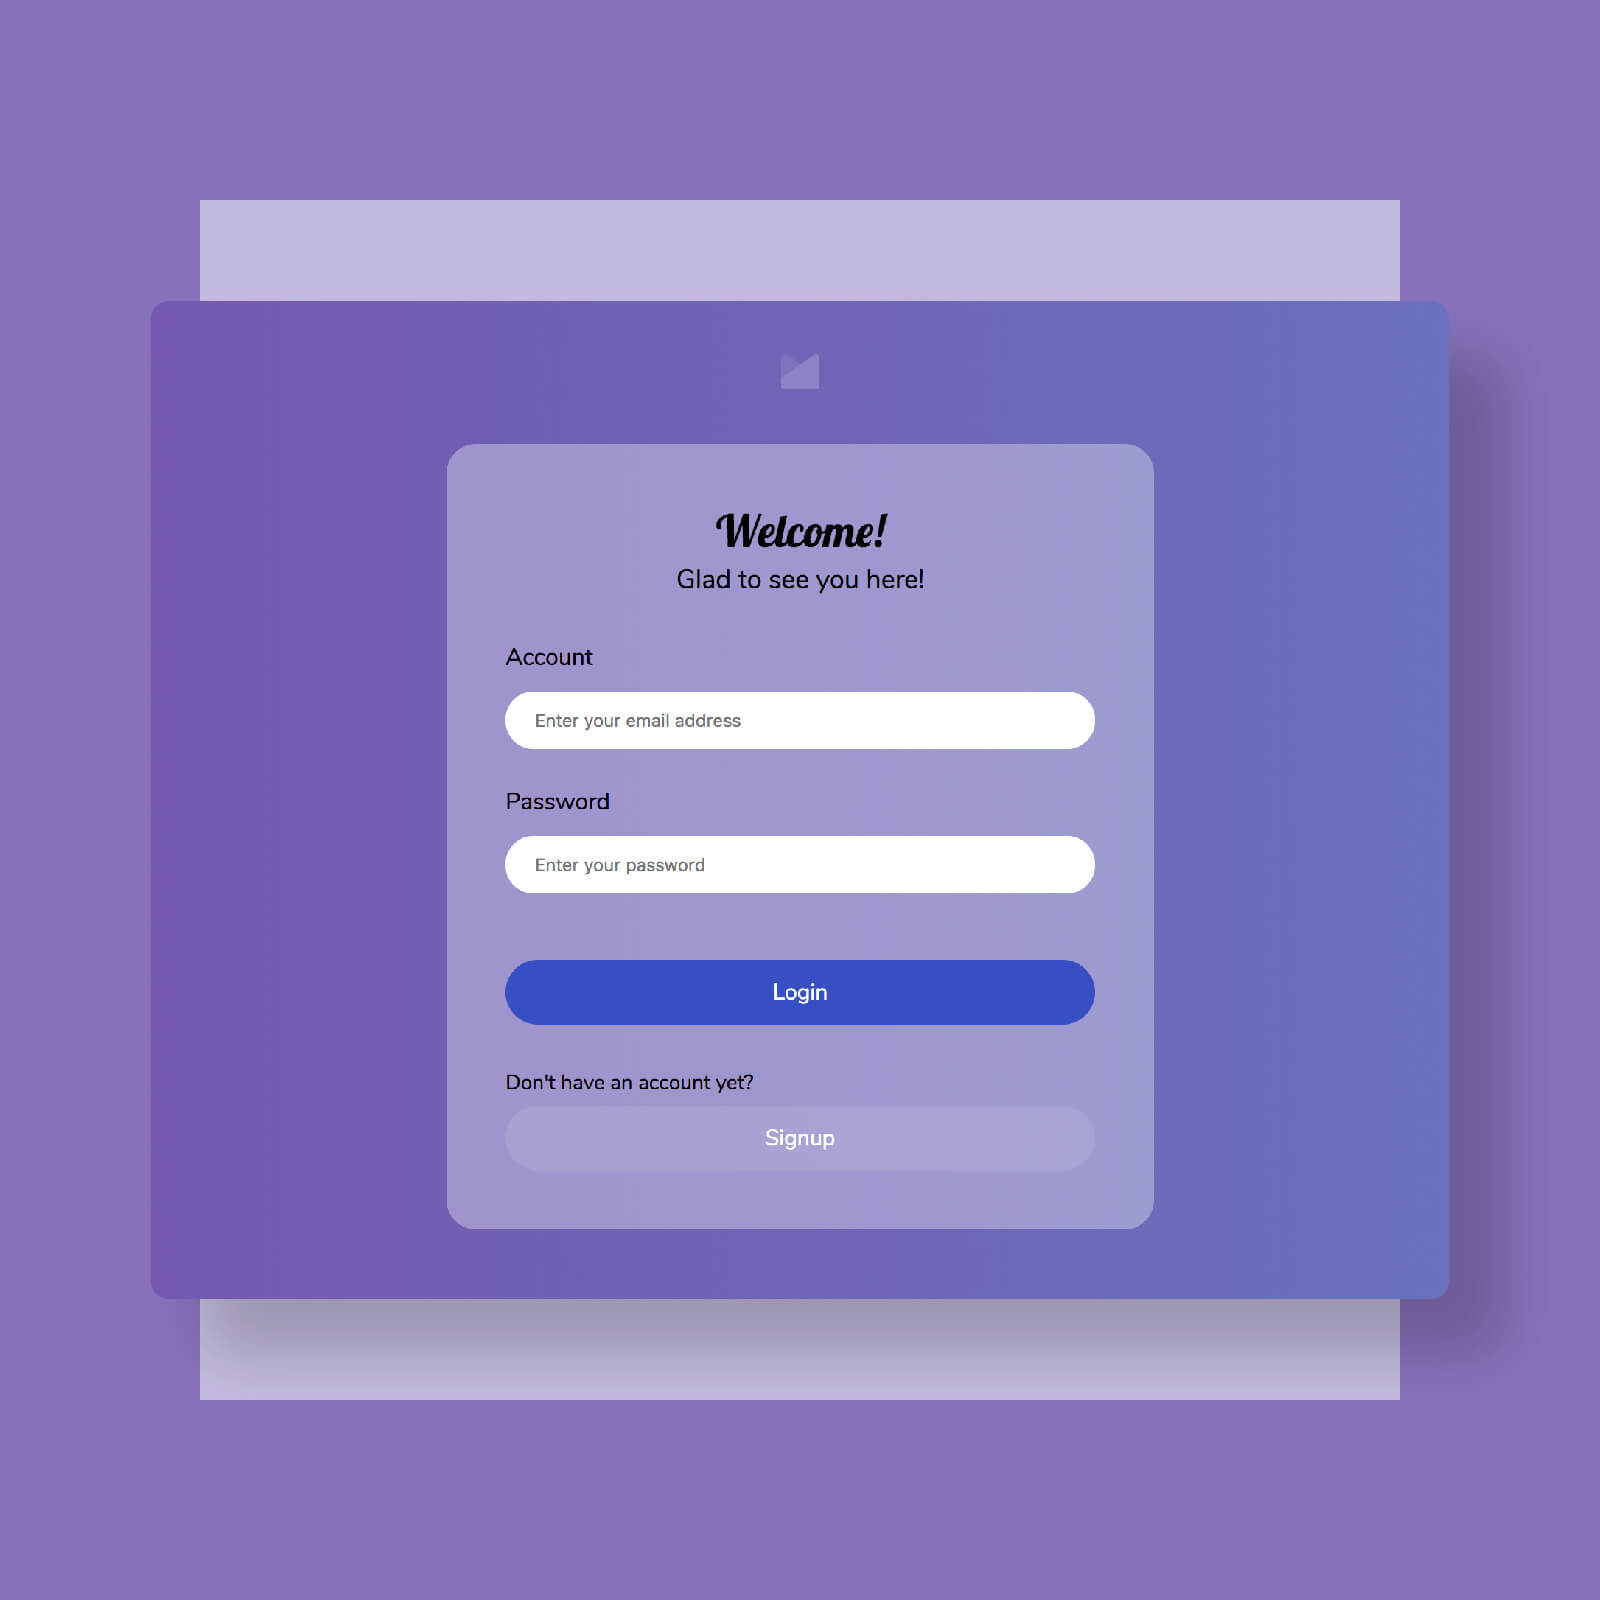 Welcome!
Glad to see you here!
Account
Enter your email address
Password
Enter your password
Login
Don't have an account yet?
Signup